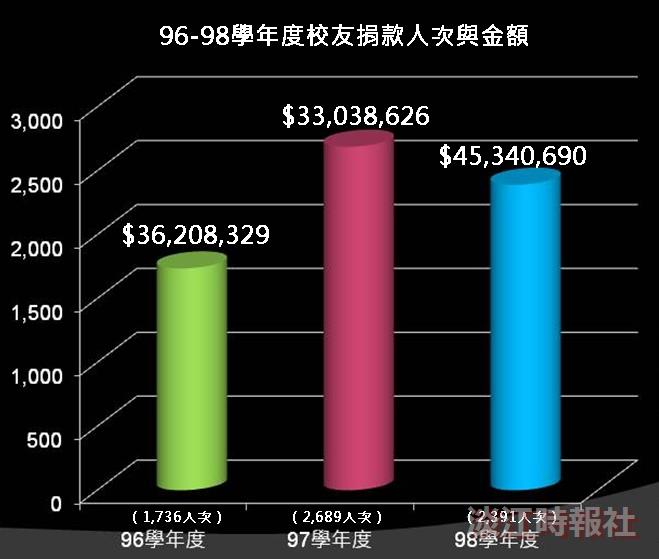 96-98學年度校友捐款人次與金額
3,000
2,500
2,000
1,500
1,000
500
0
$36,208,329
$33,038,626
$45,340,690
(1,736人次)
(2,689人次)
(2,391人次)
96學年度
97學年度
98學年度
淡江時報社